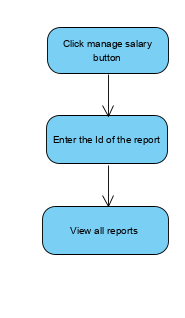 Click manage salary
button
Enter the Id of the report
View all reports